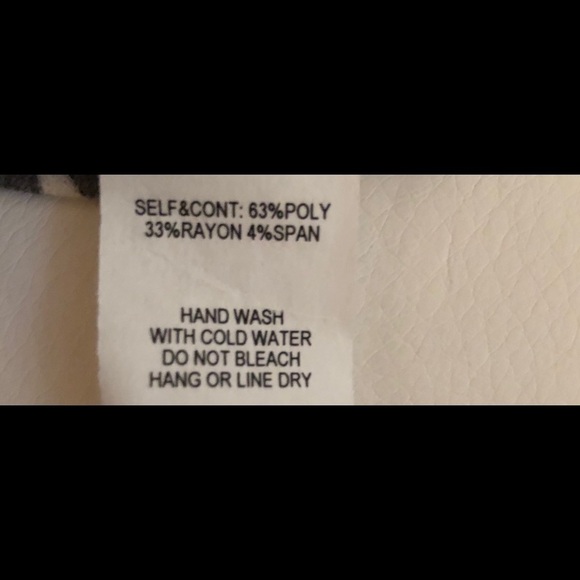 SELF&CONT: 63%POLY
33%RAYON 4%SPAN
HAND WASH
WITH COLD WATER
DO NOT BLEACH
HANG OR LINE DRY